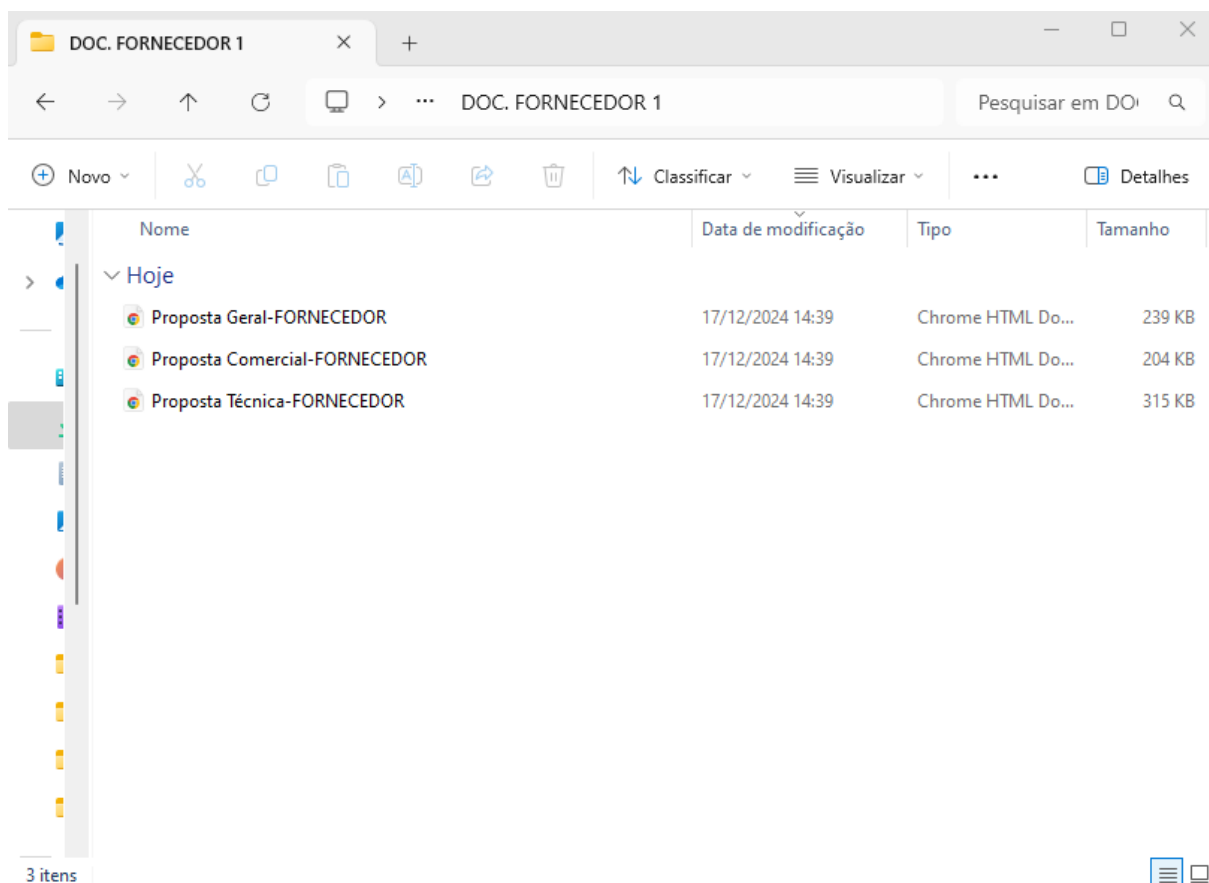 DOC. FORNECEDOR 1
DOC. FORNECEDOR 1 Pesquisar em DO
Novo Classificar Visualizar Detalhes
Nome Data de modificação Tipo Tamanho
Hoje
Proposta Geral-FORNECEDOR 17/12/2024 14:39 Chrome HTML Do... 239 KB
Proposta Comercial-FORNECEDOR 17/12/2024 14:39 Chrome HTML Do... 204 KB
Proposta Técnica-FORNECEDOR 17/12/2024 14:39 Chrome HTML Do... 315 KB
3 itens